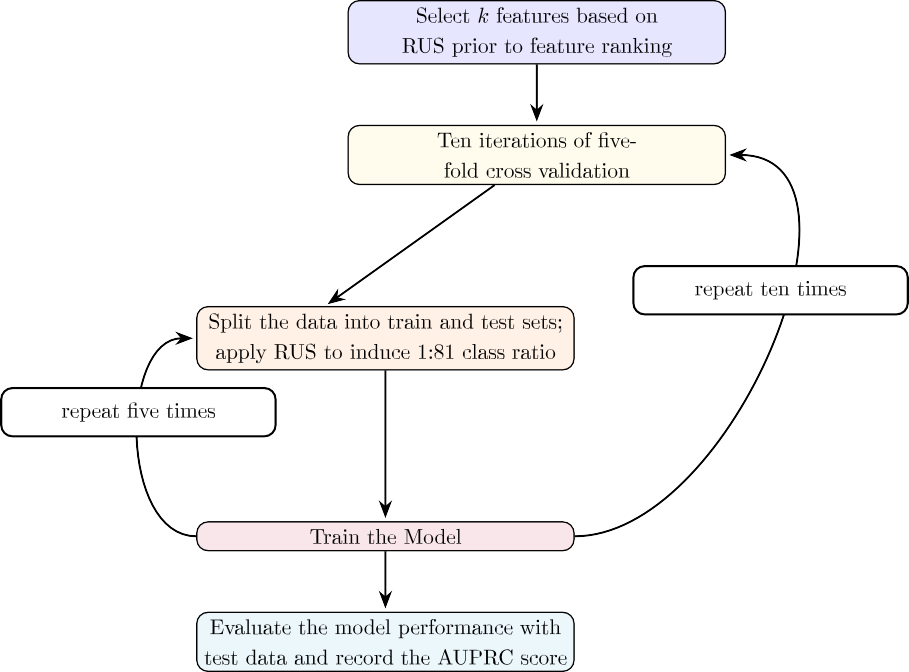 Select k features based on
RUS prior to feature ranking
Ten iterations of five-
fold cross validation
repeat ten times
Split the data into train and test sets;
apply RUS to induce 1:81 class ratio
repeat five times
Train the Model
Evaluate the model performance with
test data and record the AUPRC score